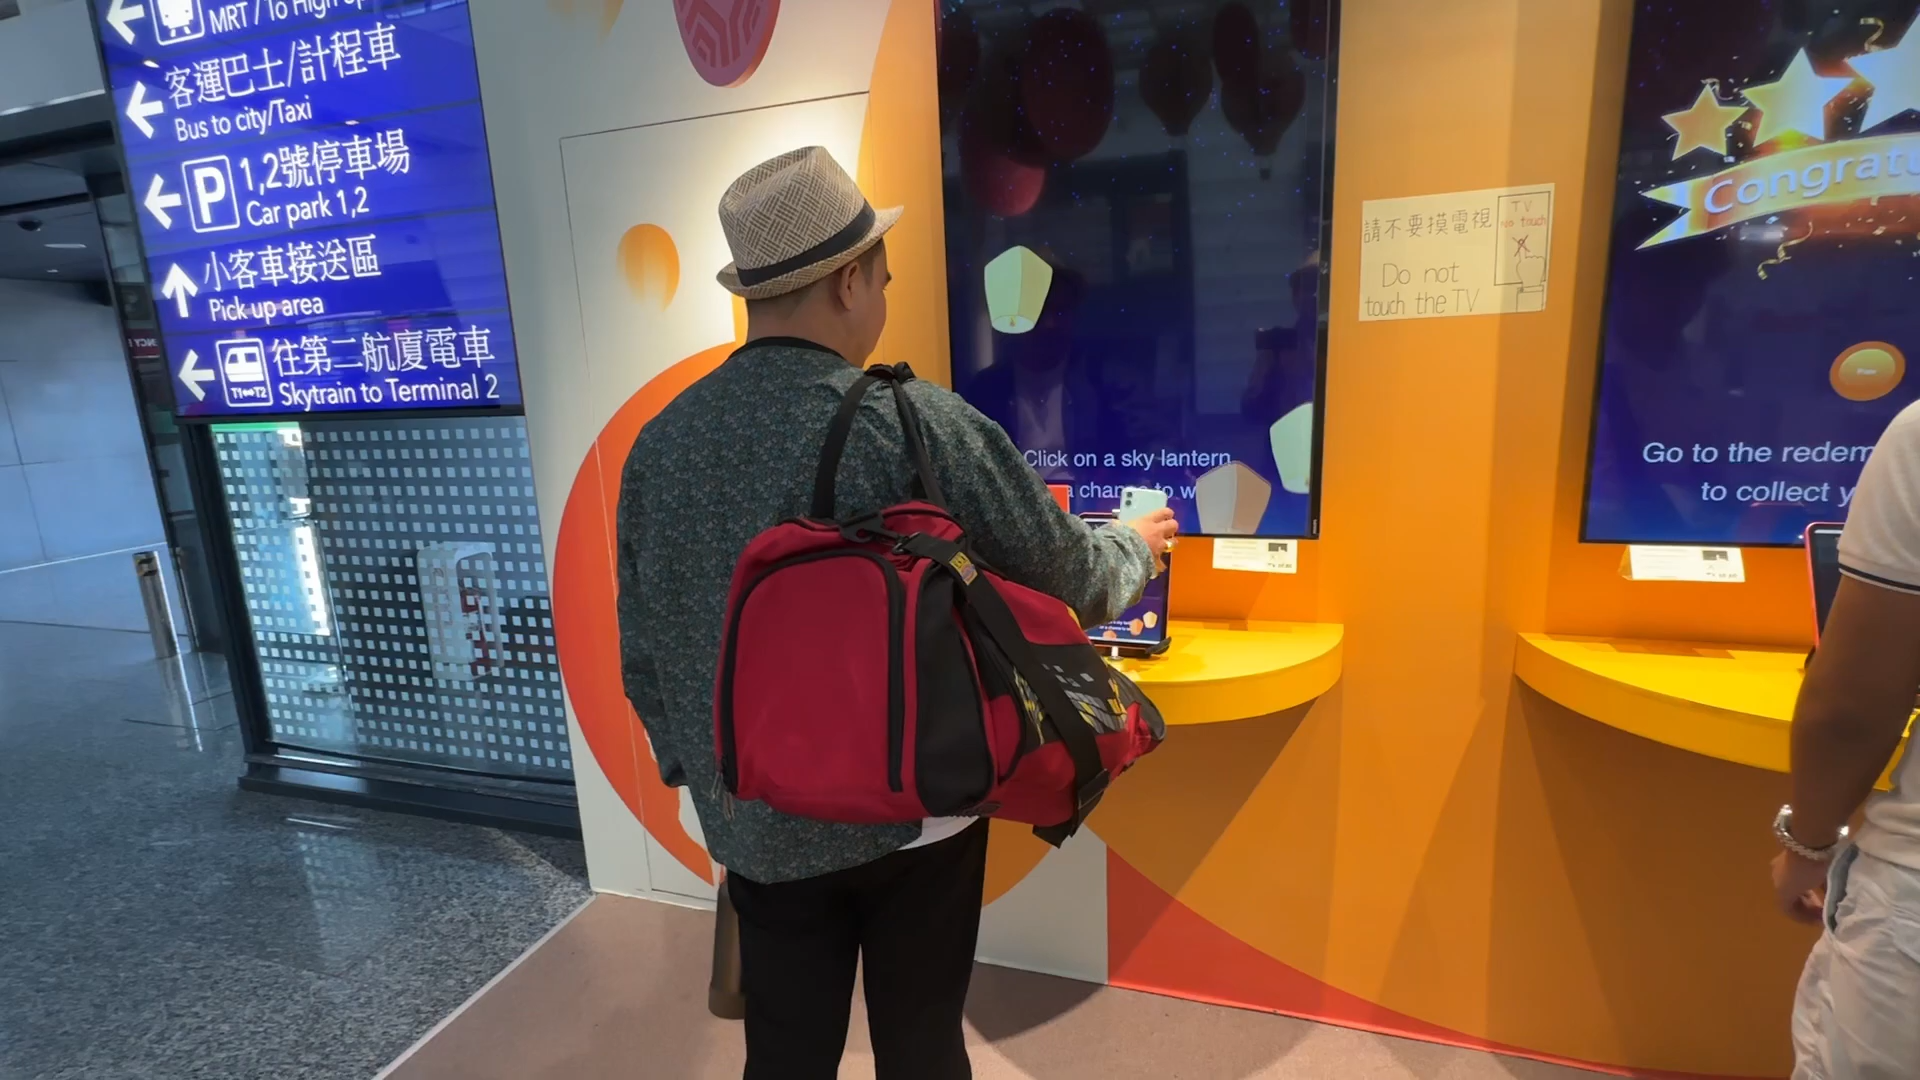 MRT / To High
客運巴士/計程車
Bus to city/Taxi
P
1,2號停車場
Car park 1,2
小客車接送區
Pick up area
往第二航廈電車
T1 T2
Skytrain to Terminal 2
Click on a sky lantern
a chance to w
請不要摸電視
Do not
touch the TV
TV
no touch
Congrat
Go to the redem
to collect y